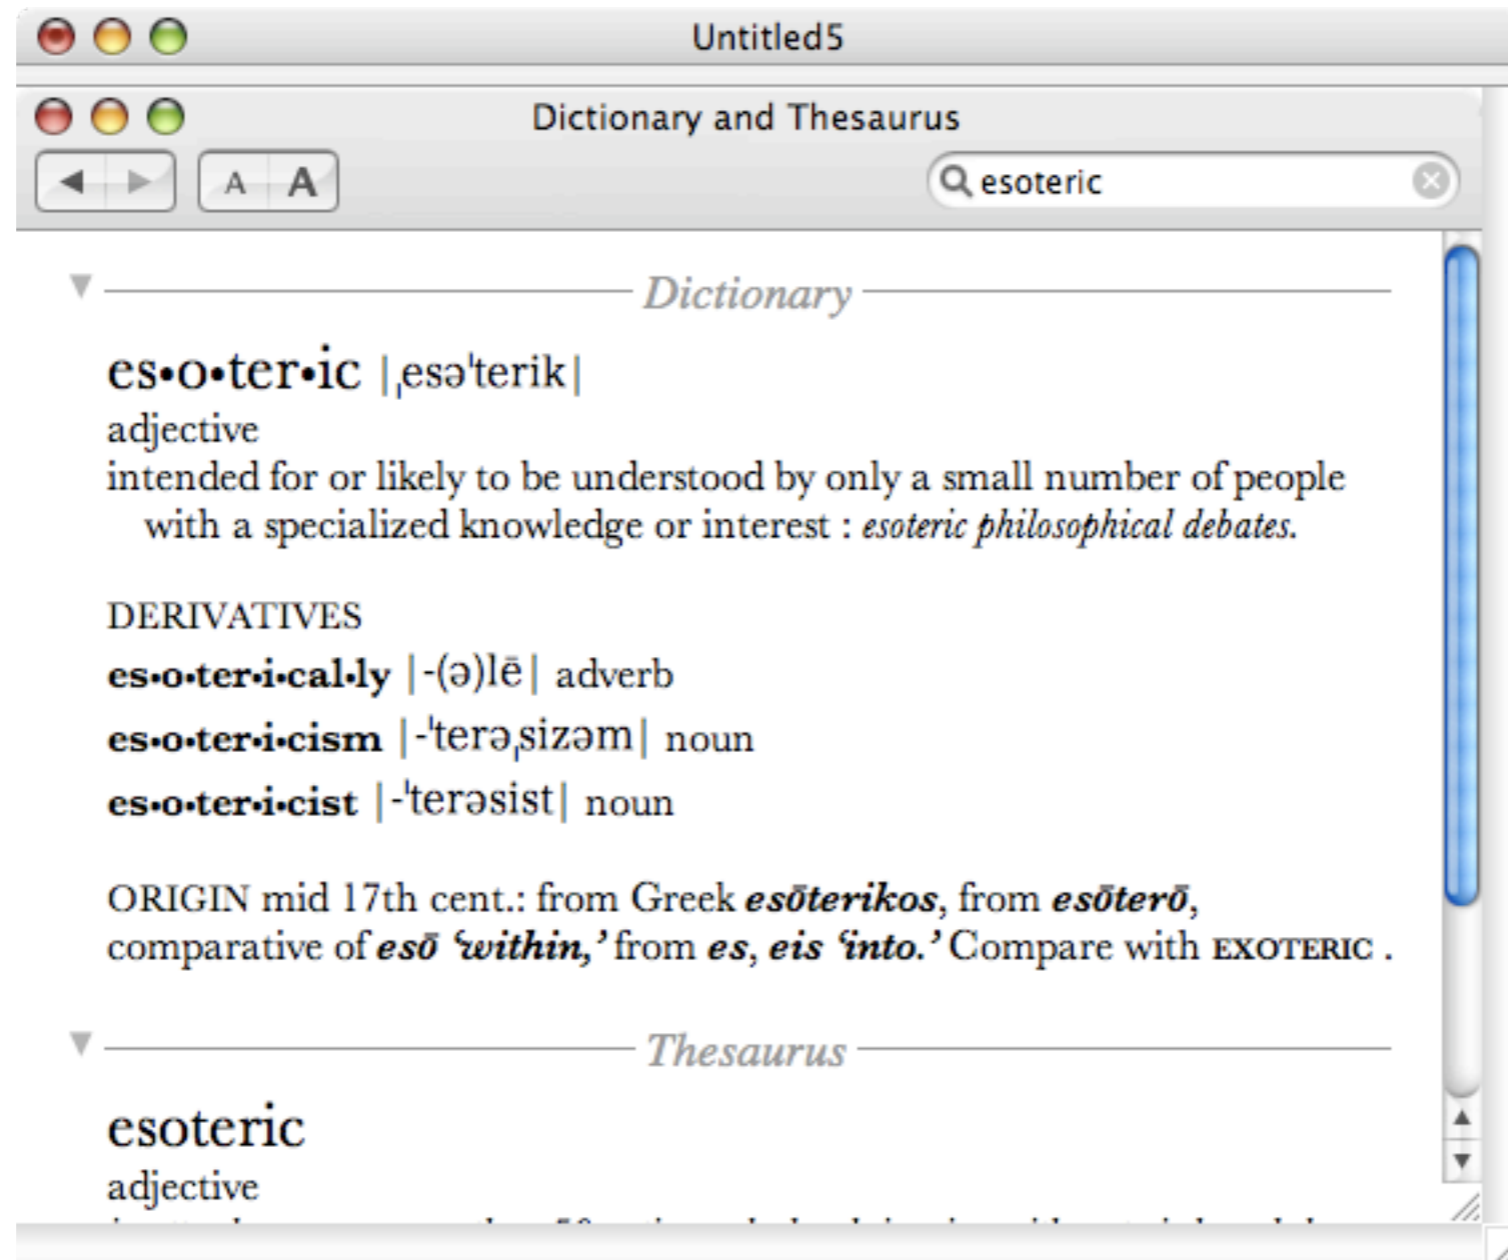 Untitled5
Dictionary and Thesaurus
A A
esoteric
Dictionary
es•o•ter•ic |ˌesəˈterik|
adjective
intended for or likely to be understood by only a small number of people
with a specialized knowledge or interest : esoteric philosophical debates.
DERIVATIVES
es•o•ter•i•cal•ly |-(ə)lē| adverb
es•o•ter•i•cism |-ˈterəˌsizəm| noun
es•o•ter•i•cist |-ˈterəsist| noun
ORIGIN mid 17th cent.: from Greek esōterikos, from esōterō,
comparative of esō ‘within,’ from es, eis ‘into.’ Compare with EXOTERIC .
Thesaurus
esoteric
adjective